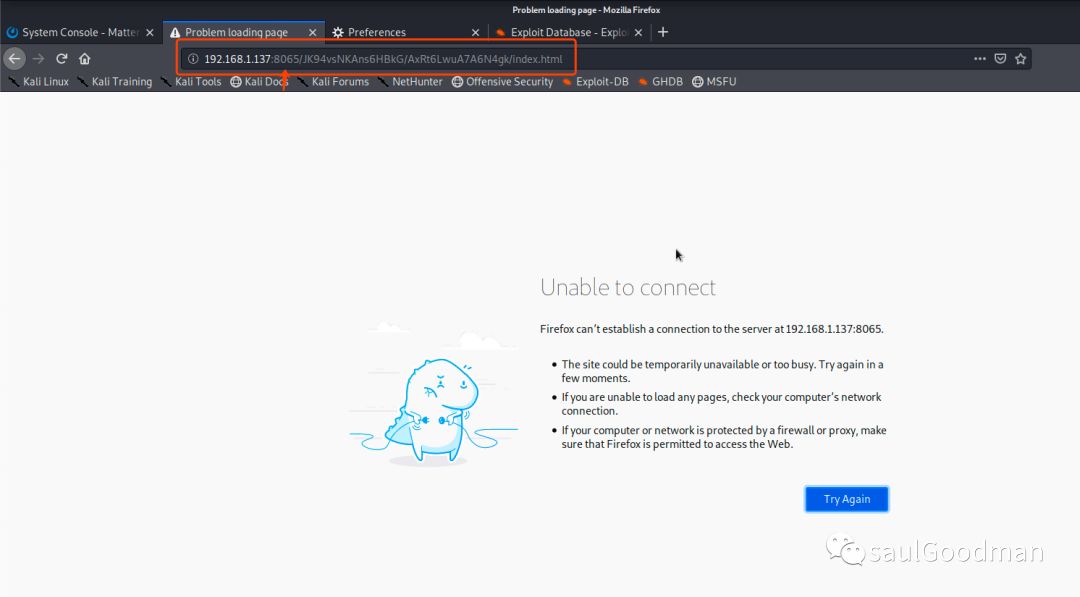 Problem loading page - Mozilla Firefox
System Console - Matter
Problem loading page
Preferences
Exploit Database - Exploi
192.168.1.137:8065/JK94vsNKAns6HBkG/AxRt6LwuA7A6N4gk/index.html
Kali Linux
Kali Training
Kali Tools
Kali Docs
Kali Forums
NetHunter
Offensive Security
Exploit-DB
GHDB
MSFU
Unable to connect
Firefox can't establish a connection to the server at 192.168.1.137:8065.
The site could be temporarily unavailable or too busy. Try again in a
few moments.
If you are unable to load any pages, check your computer's network
connection.
If your computer or network is protected by a firewall or proxy, make
sure that Firefox is permitted to access the Web.
Try Again
saulGoodman